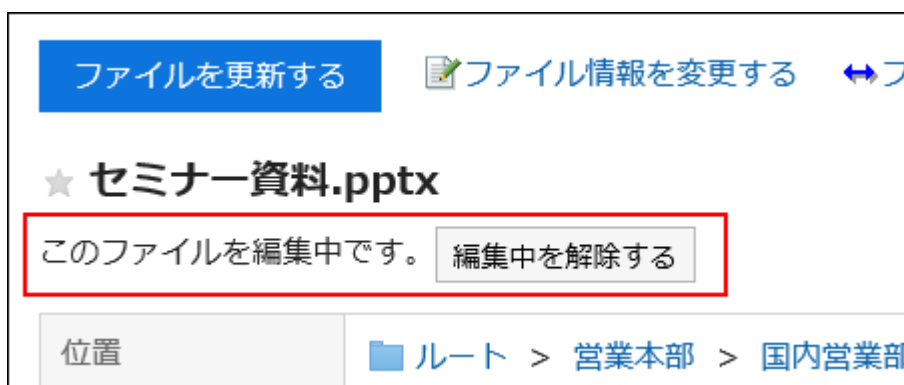 ファイルを更新する ファイル情報を変更する
セミナー資料.pptx
このファイルを編集中です。 編集中を解除する
位置 ルート > 営業本部 > 国内営業部